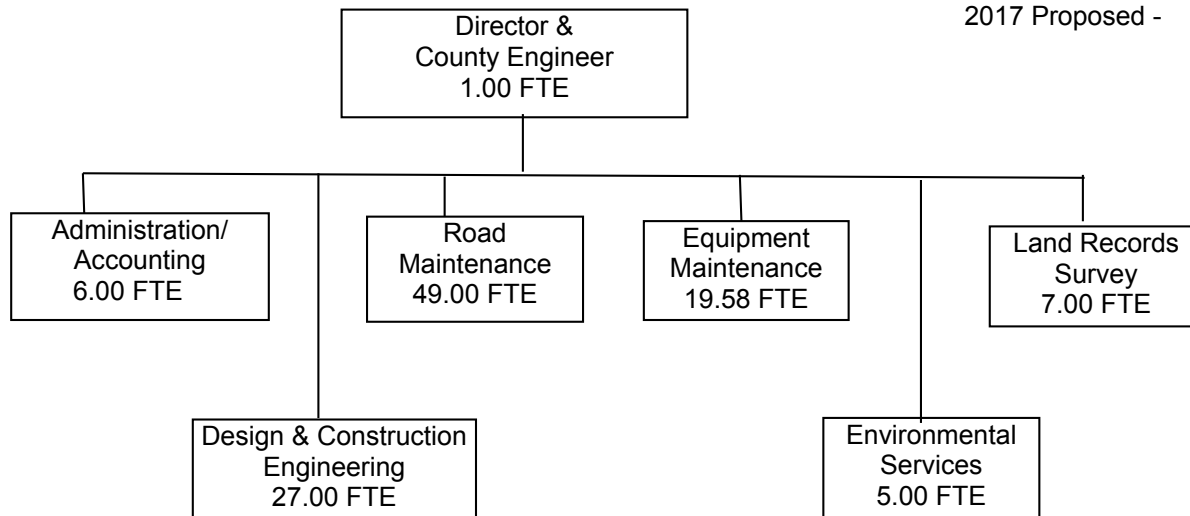 2017 Proposed -
Director &
County Engineer
1.00 FTE
Administration/
Accounting
6.00 FTE
Road
Maintenance
49.00 FTE
Equipment
Maintenance
19.58 FTE
Land Records
Survey
7.00 FTE
Design & Construction
Engineering
27.00 FTE
Environmental
Services
5.00 FTE